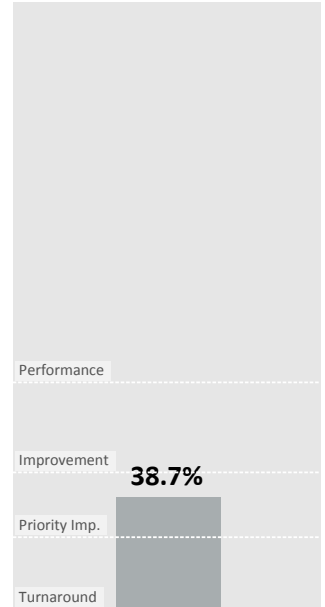 Performance
Improvement
38.7%
Priority Imp.
Turnaround